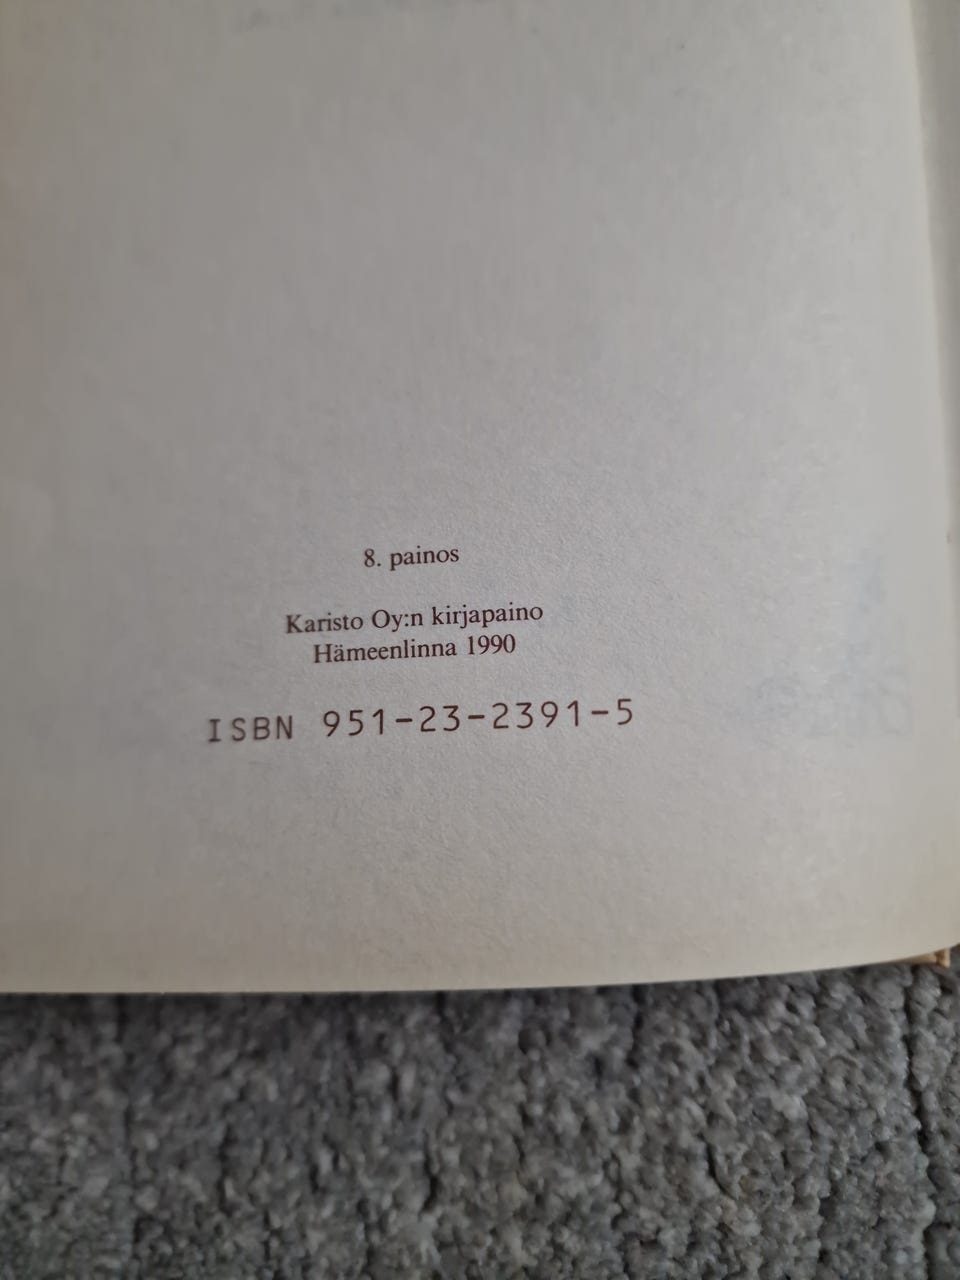 8. painos
Karisto Oy:n kirjapaino
Hämeenlinna 1990
ISBN 951-23-2391-5